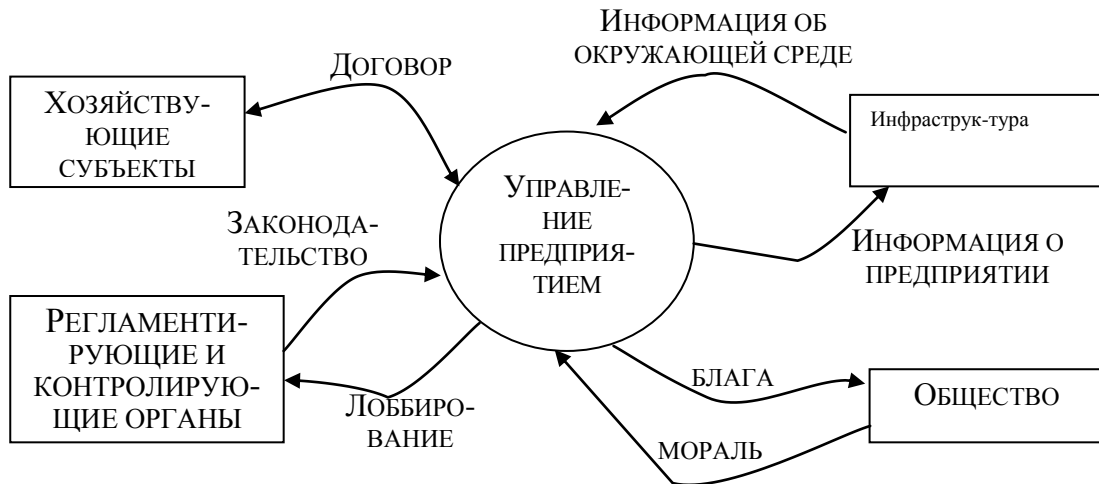 ИНФОРМАЦИЯ ОБ
ОКРУЖАЮЩЕЙ СРЕДЕ
ДОГОВОР
ХОЗЯЙСТВУ-
ЮЩИЕ
СУБЪЕКТЫ
Инфраструк-тура
УПРАВЛЕ-
НИЕ
ПРЕДПРИЯ-
ТИЕМ
ЗАКОНОДА-
ТЕЛЬСТВО
ИНФОРМАЦИЯ О
ПРЕДПРИЯТИИ
РЕГЛАМЕНТИ-
РУЮЩИЕ И
КОНТРОЛИРУЮ-
ЩИЕ ОРГАНЫ
БЛАГА
ОБЩЕСТВО
ЛОББИРО-
ВАНИЕ
МОРАЛЬ